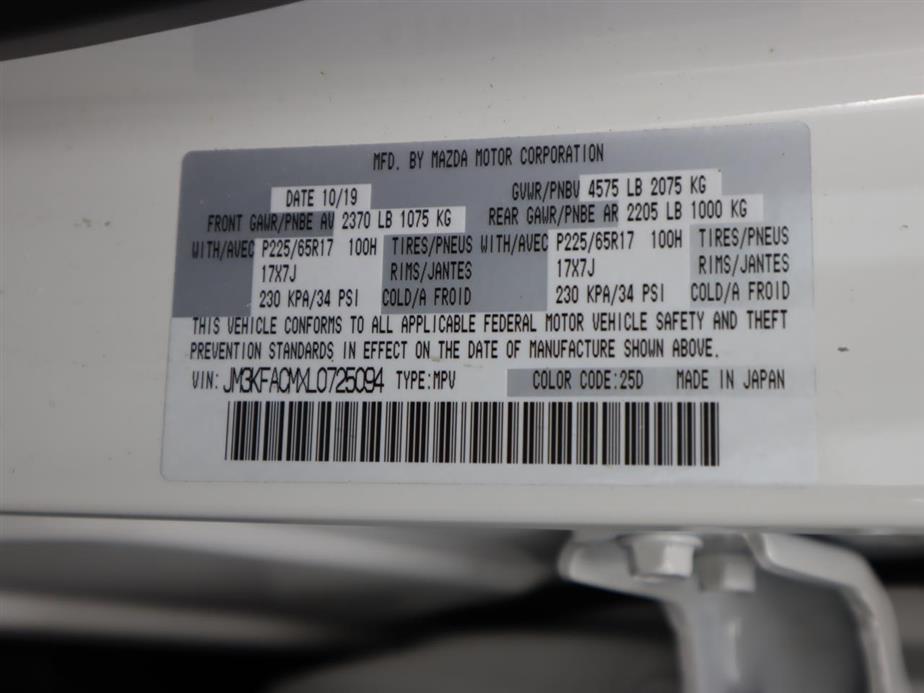 MFD. BY MAZDA MOTOR CORPORATION
DATE 10/19 GVWR/PNBV 4575 LB 2075 KG
FRONT GAWR/PNBE AV 2370 LB 1075 KG REAR GAWR/PNBE AR 2205 LB 1000 KG
WITH/AVEC P225/65R17 100H TIRES/PNEUS WITH/AVEC P225/65R17 100H TIRES/PNEUS
17X7J RIMS/JANTES 17X7J RIMS/JANTES
230 KPA/34 PSI COLD/A FROID 230 KPA/34 PSI COLD/A FROID
THIS VEHICLE CONFORMS TO ALL APPLICABLE FEDERAL MOTOR VEHICLE SAFETY AND THEFT
PREVENTION STANDARDS IN EFFECT ON THE DATE OF MANUFACTURE SHOWN ABOVE.
VIN: JM3KFACMXL0725094 TYPE:MPV COLOR CODE:25D MADE IN JAPAN